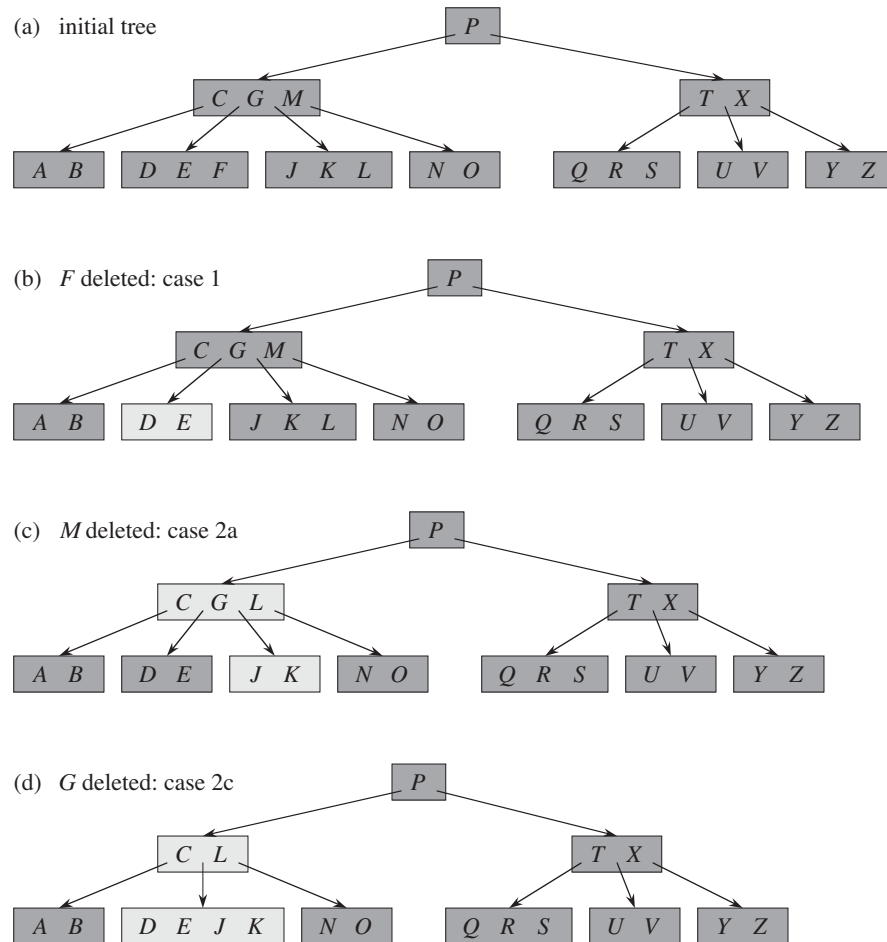 (a) initial tree
P
C G M
T X
A B
D E F
J K L
N O
Q R S
U V
Y Z
(b) F deleted: case 1
P
C G M
T X
A B
D E
J K L
N O
Q R S
U V
Y Z
(c) M deleted: case 2a
P
C G L
T X
A B
D E
J K
N O
Q R S
U V
Y Z
(d) G deleted: case 2c
P
C L
T X
A B
D E J K
N O
Q R S
U V
Y Z